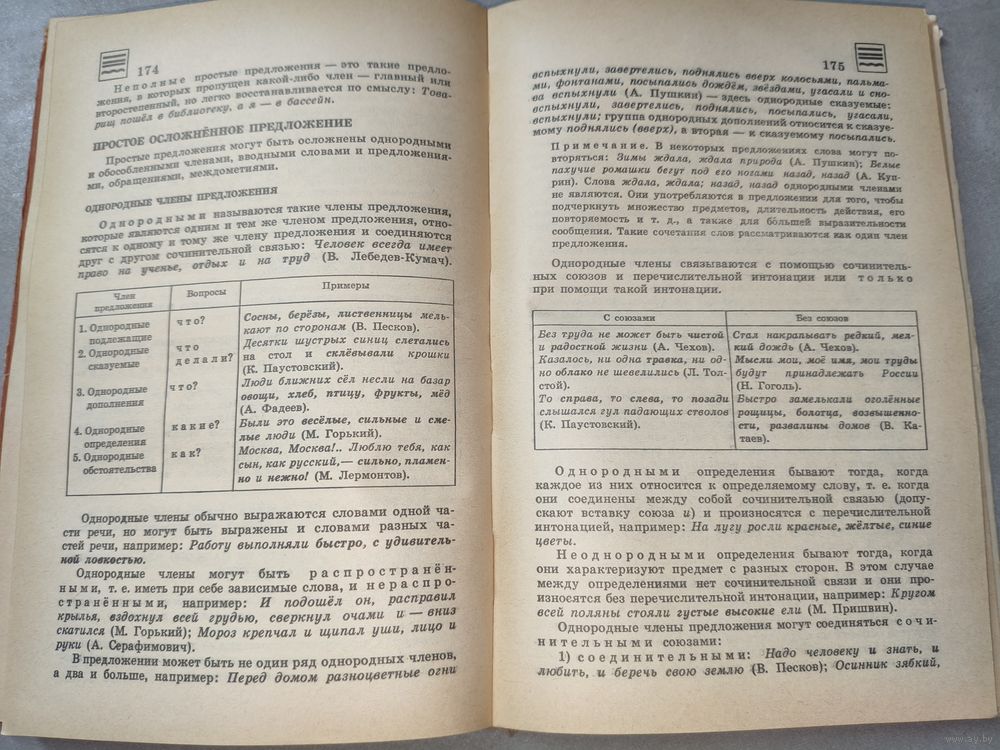 174
Неполные простые предложения — это такие предло-
жения, в которых пропущен какой-либо член — главный или
второстепенный, но легко восстанавливается по смыслу: Това-
рищ пошёл в библиотеку, а я — в бассейн.
ПРОСТОЕ ОСЛОЖНЁННОЕ ПРЕДЛОЖЕНИЕ
Простые предложения могут быть осложнены однородными
и обособленными членами, вводными словами и предложения-
ми, обращениями, междометиями.
ОДНОРОДНЫЕ ЧЛЕНЫ ПРЕДЛОЖЕНИЯ
Однородными называются такие члены предложения,
которые являются одним и тем же членом предложения, отно-
сятся к одному и тому же члену предложения и соединяются
друг с другом сочинительной связью: Человек всегда имеет
право на ученье, отдых и на труд (В. Лебедев-Кумач).
Член
предложения
Вопросы
Примеры
1. Однородные
подлежащие
что?
Сосны, берёзы, лиственницы мель-
кают по сторонам (В. Песков).
2. Однородные
сказуемые
что
делали?
Десятки шустрых синиц слетались
на стол и склёвывали крошки
(К. Паустовский).
3. Однородные
дополнения
что?
Люди ближних сёл несли на базар
овощи, хлеб, птицу, фрукты, мёд
(А. Фадеев).
4. Однородные
определения
какие?
Были это весёлые, сильные и сме-
лые люди (М. Горький).
5. Однородные
обстоятельства
как?
Москва, Москва!.. Люблю тебя, как
сын, как русский,— сильно, пламен-
но и нежно! (М. Лермонтов).
Однородные члены обычно выражаются словами одной ча-
сти речи, но могут быть выражены и словами разных ча-
стей речи, например: Работу выполняли быстро, с удивитель-
ной ловкостью.
Однородные члены могут быть распространён-
ными, т. е. иметь при себе зависимые слова, и нераспро-
странёнными, например: И подошёл он, расправил
крылья, вздохнул всей грудью, сверкнул очами и — вниз
скатился (М. Горький); Мороз крепчал и щипал уши, лицо и
руки (А. Серафимович).
В предложении может быть не один ряд однородных членов,
а два и больше, например: Перед домом разноцветные огни
175
вспыхнули, завертелись, поднялись вверх колосьями, пальма-
ми, фонтанами, посыпались дождём, звёздами, угасали и сно-
ва вспыхнули (А. Пушкин) — здесь однородные сказуемые:
вспыхнули, завертелись, поднялись, посыпались, угасали,
вспыхнули; группа однородных дополнений относится к сказуе-
мому поднялись (вверх), а вторая — к сказуемому посыпались.
Примечание. В некоторых предложениях слова могут по-
вторяться: Зимы ждала, ждала природа (А. Пушкин); Белые
пахучие ромашки бегут под его ногами назад, назад (А. Куп-
рин). Слова ждала, ждала; назад, назад однородными членами
не являются. Они употребляются в предложении для того, чтобы
подчеркнуть множество предметов, длительность действия, его
повторяемость и т. д., а также для большей выразительности
сообщения. Такие сочетания слов рассматриваются как один член
предложения.
Однородные члены связываются с помощью сочинитель-
ных союзов и перечислительной интонации или только
при помощи такой интонации.
С союзами
Без союзов
Без труда не может быть чистой
и радостной жизни (А. Чехов).
Казалось, ни одна травка, ни од-
но облако не шевелились (Л. Тол-
стой).
То справа, то слева, то позади
слышался гул падающих стволов
(К. Паустовский).
Стал накрапывать редкий, мел-
кий дождь (А. Чехов).
Мысли мои, моё имя, мои труды
будут принадлежать России
(Н. Гоголь).
Быстро замелькали оголённые
рощицы, болотца, возвышенно-
сти, развалины домов (В. Ка-
таев).
Однородными определения бывают тогда, когда
каждое из них относится к определяемому слову, т. е. когда
они соединены между собой сочинительной связью (допу-
скают вставку союза и) и произносятся с перечислительной
интонацией, например: На лугу росли красные, жёлтые, синие
цветы.
Неоднородными определения бывают тогда, когда
они характеризуют предмет с разных сторон. В этом случае
между определениями нет сочинительной связи и они про-
износятся без перечислительной интонации, например: Кругом
всей поляны стояли густые высокие ели (М. Пришвин).
Однородные члены предложения могут соединяться сочи-
нительными союзами:
1) соединительными: Надо человеку и знать, и
любить, и беречь свою землю (В. Песков); Осинник зябкий,
www.ay.by